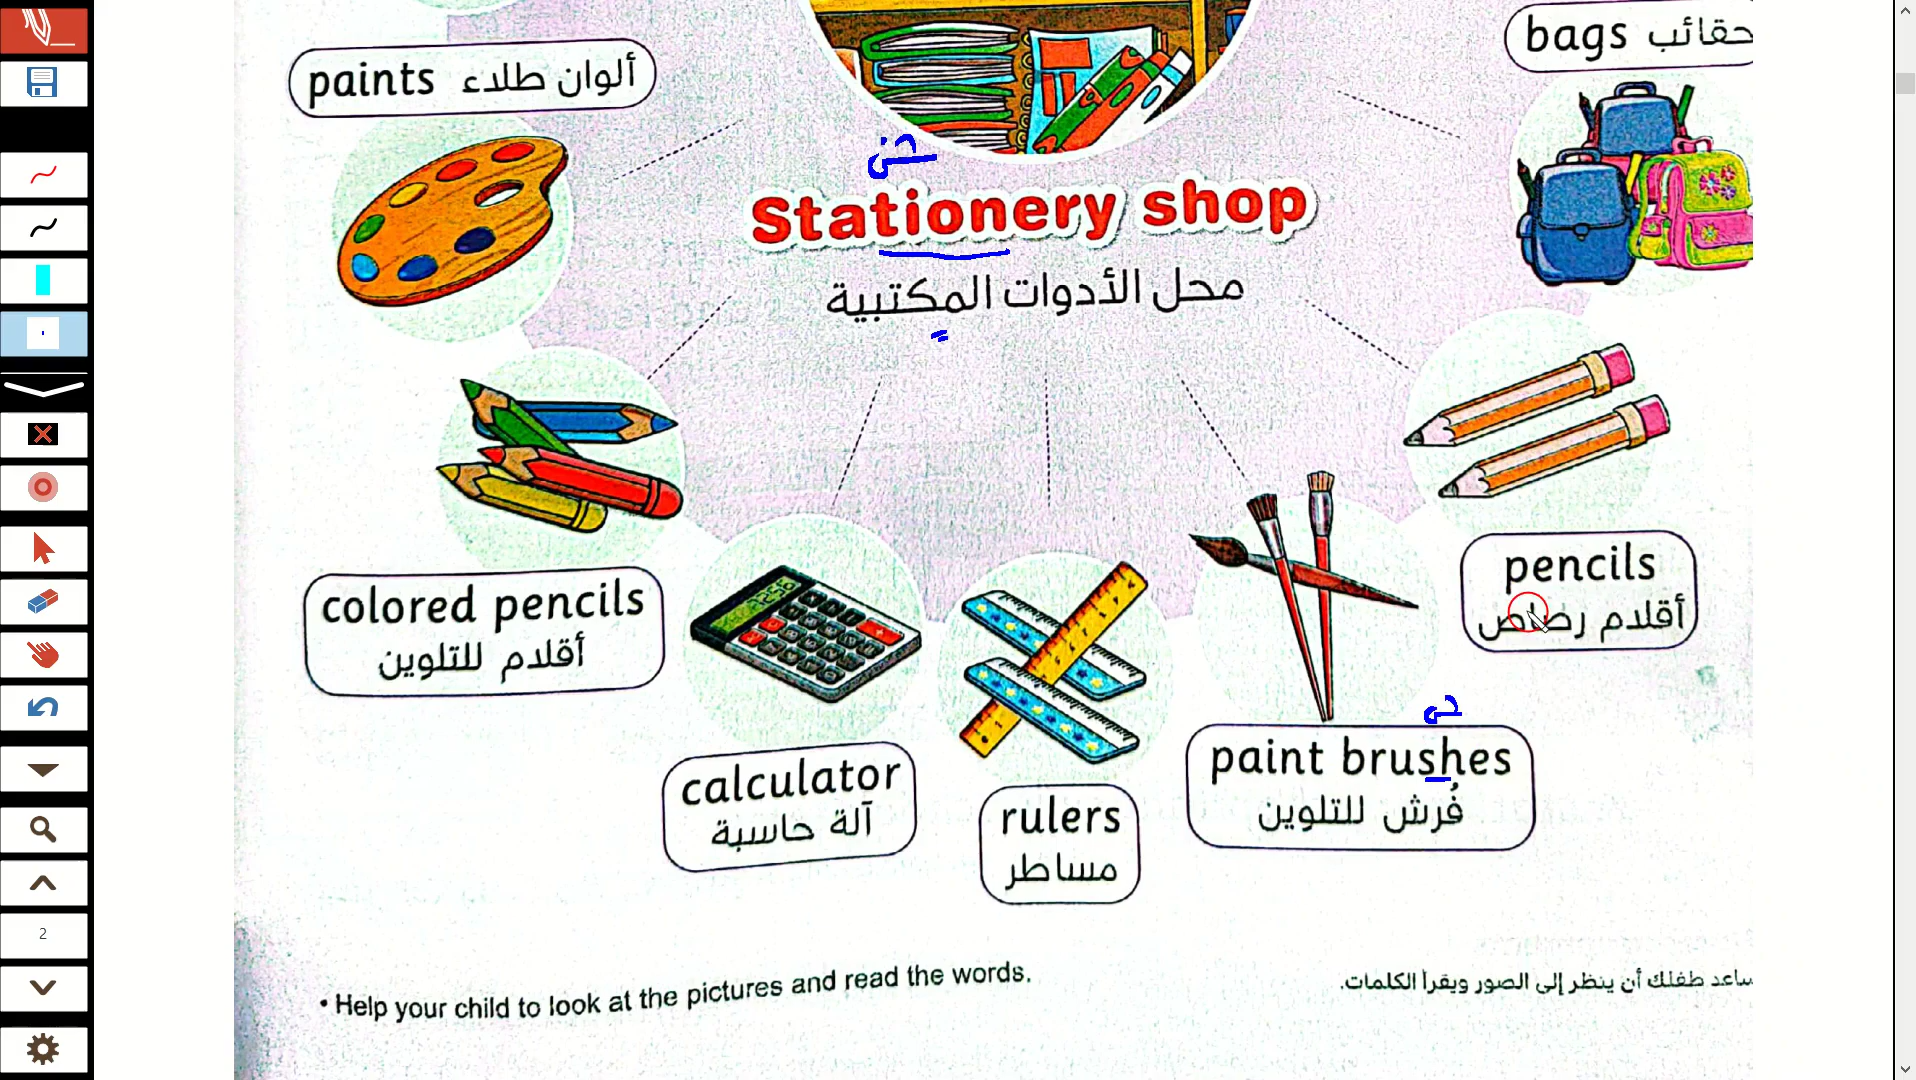 bags حقائب
paints ألوان طلاء
Stationery shop
محل الأدوات المكتبية
pencils
أقلام رصاص
colored pencils
أقلام للتلوين
paint brushes
فُرش للتلوين
calculator
آلة حاسبة
rulers
مساطر
• Help your child to look at the pictures and read the words.
ساعد طفلك أن ينظر إلى الصور ويقرأ الكلمات.
2